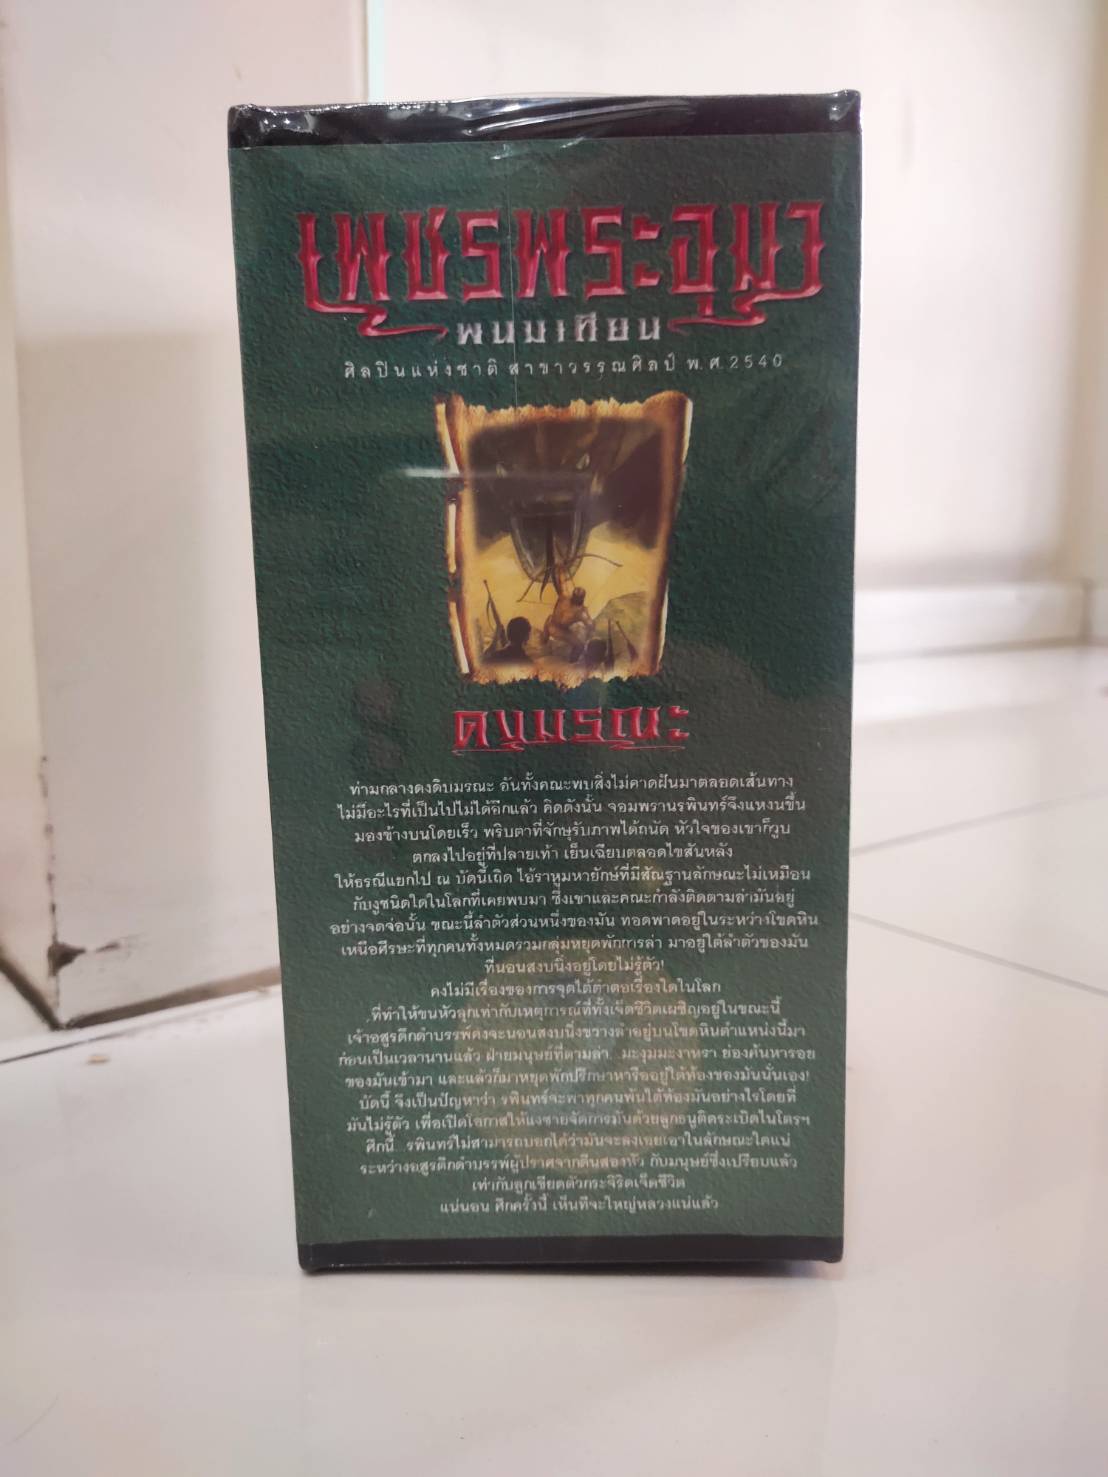 เพชรพระอุมา
พนมเทียน
ศิลปินแห่งชาติ สาขาวรรณศิลป์ พ.ศ.2540
ดงมรณะ
ท่ามกลางดงดิบมรณะ อันทั้งคณะพบสิ่งไม่คาดฝันมาตลอดเส้นทาง
ไม่มีอะไรที่เป็นไปไม่ได้อีกแล้ว คิดดังนั้น จอมพรานรพินทร์จึงแหงนขึ้น
มองข้างบนโดยเร็ว พริบตาที่จักษุรับภาพได้ถนัด หัวใจของเขาก็วูบ
ตกลงไปอยู่ที่ปลายเท้า เย็นเฉียบตลอดไขสันหลัง
ให้ธรณีแยกไป ณ บัดนี้เถิด ไอ้ราหูมหายักษ์ที่มีสัณฐานลักษณะไม่เหมือน
กับงูชนิดใดในโลกที่เคยพบมา ซึ่งเขาและคณะกำลังติดตามล่ามันอยู่
อย่างจดจ่อนั้น ขณะนี้ลำตัวส่วนหนึ่งของมัน ทอดพาดอยู่ในระหว่างโขดหิน
เหนือศีรษะที่ทุกคนทั้งหมดรวมกลุ่มหยุดพักการล่า มาอยู่ใต้ลำตัวของมัน
ที่นอนสงบนิ่งอยู่โดยไม่รู้ตัว!
คงไม่มีเรื่องของการจุดไต้ตำตอเรื่องใดในโลก
ที่ทำให้ขนหัวลุกเท่ากับเหตุการณ์ที่ทั้งเจ็ดชีวิตเผชิญอยู่ในขณะนี้
เจ้าอสูรดึกดำบรรพ์คงจะนอนสงบนิ่งขวางลำอยู่บนโขดหินตำแหน่งนี้มา
ก่อนเป็นเวลานานแล้ว ฝ่ายมนุษย์ที่ตามล่า มะงุมมะงาหรา ย่องค้นหารอย
ของมันเข้ามา และแล้วก็มาหยุดพักปรึกษาหารืออยู่ใต้ท้องของมันนั่นเอง!
บัดนี้ จึงเป็นปัญหาว่า รพินทร์จะพาทุกคนพ้นใต้ท้องมันอย่างไรโดยที่
มันไม่รู้ตัว เพื่อเปิดโอกาสให้แงซายจัดการมันด้วยลูกธนูติดระเบิดไนโตรฯ
ศึกนี้ รพินทร์ไม่สามารถบอกได้ว่ามันจะลงเอยเอาในลักษณะใดแน่
ระหว่างอสูรดึกดำบรรพ์ผู้ปราศจากตีนสองหัว กับมนุษย์ซึ่งเปรียบแล้ว
เท่ากับลูกเขียดตัวกระจิริดเจ็ดชีวิต
แน่นอน ศึกครั้งนี้ เห็นทีจะใหญ่หลวงแน่แล้ว